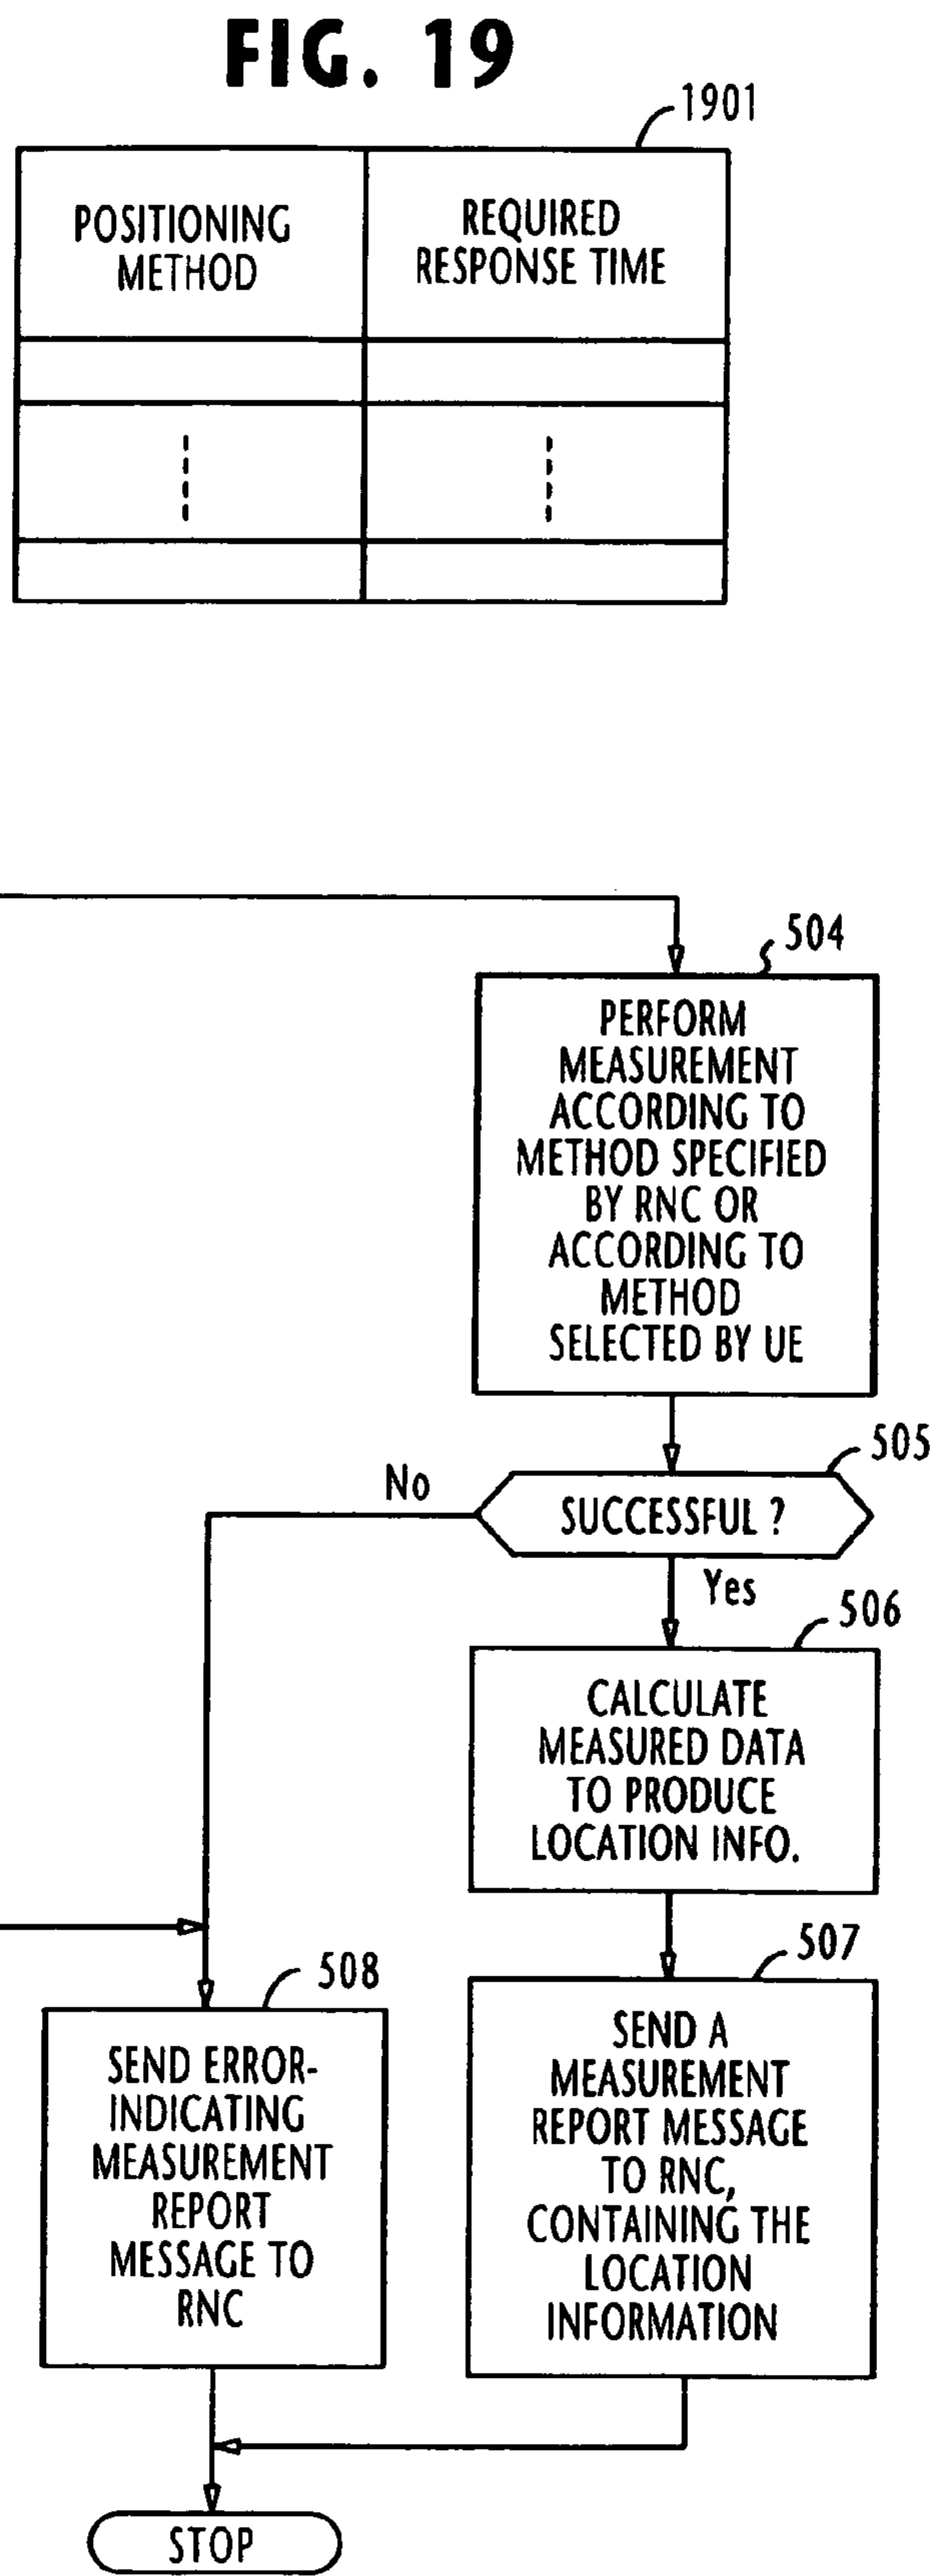 FIG. 19
1901
POSITIONING
METHOD
REQUIRED
RESPONSE TIME
504
PERFORM
MEASUREMENT
ACCORDING TO
METHOD SPECIFIED
BY RNC OR
ACCORDING TO
METHOD
SELECTED BY UE
505
No
SUCCESSFUL ?
Yes
506
CALCULATE
MEASURED DATA
TO PRODUCE
LOCATION INFO.
507
508
SEND ERROR-
INDICATING
MEASUREMENT
REPORT
MESSAGE TO
RNC
SEND A
MEASUREMENT
REPORT MESSAGE
TO RNC,
CONTAINING THE
LOCATION
INFORMATION
STOP